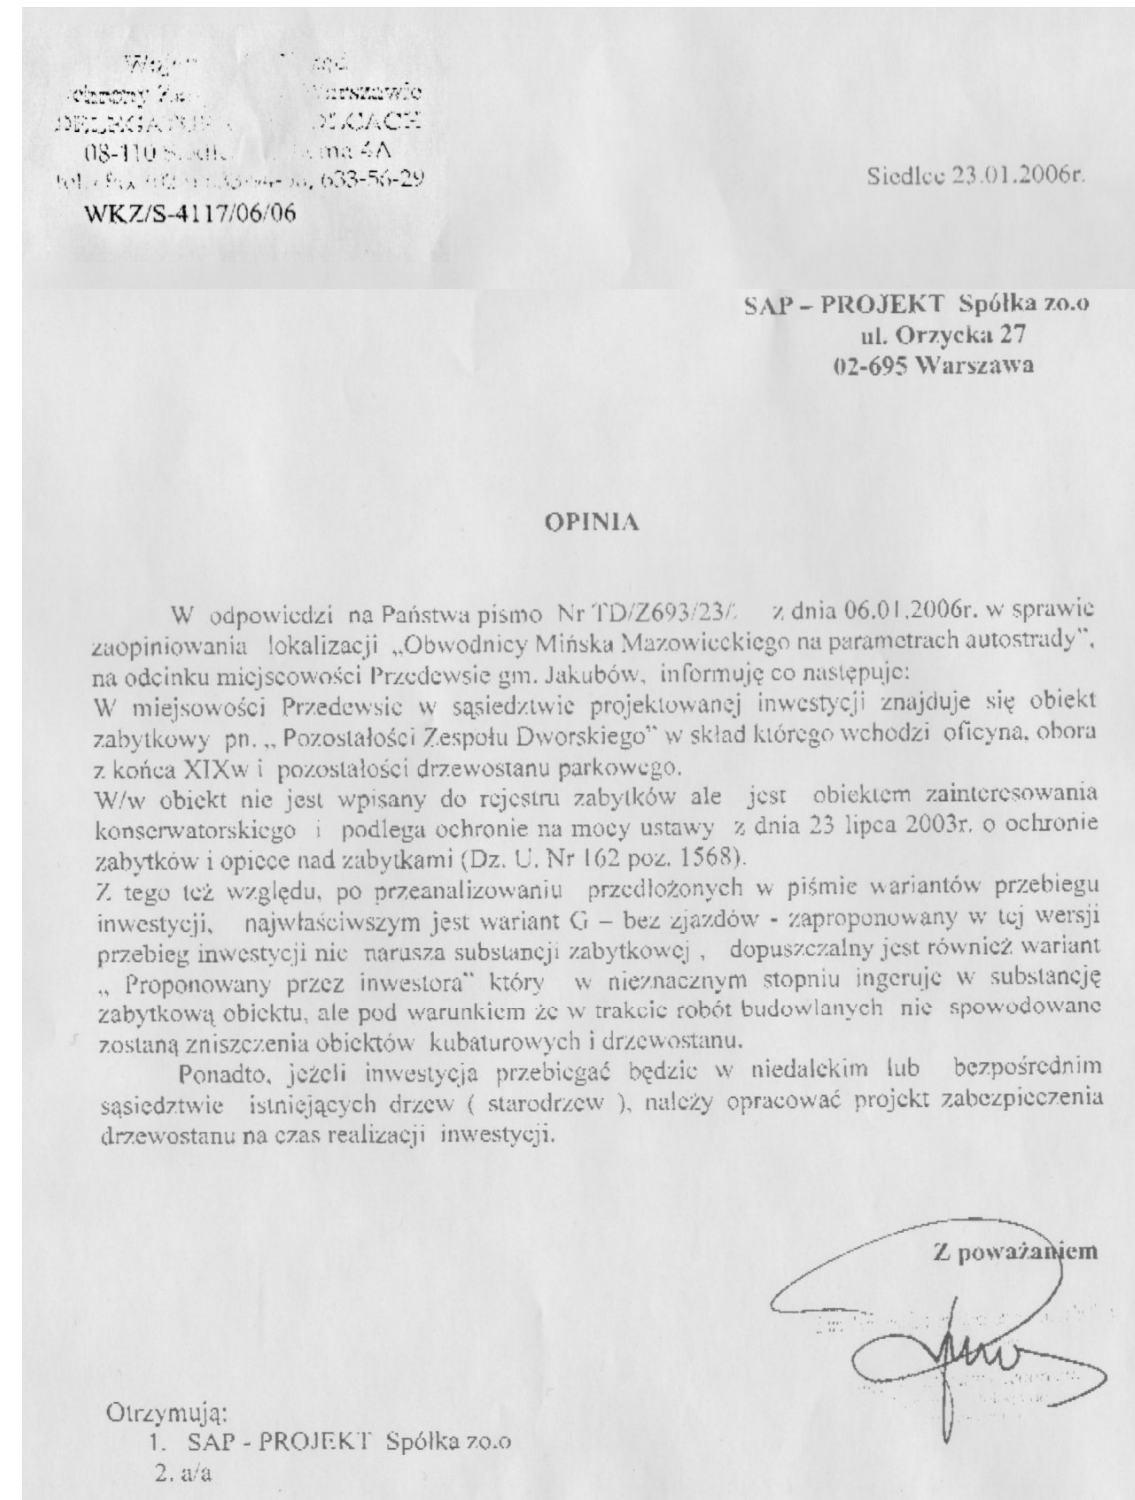 Warszawie
08-110 4A
633-56-29
WKZ/S-4117/06/06
Siedlce 23.01.2006r.
SAP – PROJEKT Spółka zo.o
ul. Orzycka 27
02-695 Warszawa
OPINIA
W odpowiedzi na Państwa pismo Nr TD/Z693/23/ z dnia 06.01.2006r. w sprawie
zaopiniowania lokalizacji „Obwodnicy Mińska Mazowieckiego na parametrach autostrady”,
na odcinku miejscowości Przedewsie gm. Jakubów, informuję co następuje:
W miejsowości Przedewsie w sąsiedztwie projektowanej inwestycji znajduje się obiekt
zabytkowy pn. „ Pozostałości Zespołu Dworskiego” w skład którego wchodzi oficyna, obora
z końca XIXw i pozostałości drzewostanu parkowego.
W/w obiekt nie jest wpisany do rejestru zabytków ale jest obiektem zainteresowania
konserwatorskiego i podlega ochronie na mocy ustawy z dnia 23 lipca 2003r. o ochronie
zabytków i opiece nad zabytkami (Dz. U. Nr 162 poz. 1568).
Z tego też względu, po przeanalizowaniu przedłożonych w piśmie wariantów przebiegu
inwestycji, najwłaściwszym jest wariant G – bez zjazdów - zaproponowany w tej wersji
przebieg inwestycji nie narusza substancji zabytkowej , dopuszczalny jest również wariant
„ Proponowany przez inwestora” który w nieznacznym stopniu ingeruje w substancję
zabytkową obiektu, ale pod warunkiem że w trakcie robót budowlanych nie spowodowane
zostaną zniszczenia obiektów kubaturowych i drzewostanu.
Ponadto, jeżeli inwestycja przebiegać będzie w niedalekim lub bezpośrednim
sąsiedztwie istniejących drzew ( starodrzew ), należy opracować projekt zabezpieczenia
drzewostanu na czas realizacji inwestycji.
Z poważaniem
Otrzymują:
1. SAP - PROJEKT Spółka zo.o
2. a/a